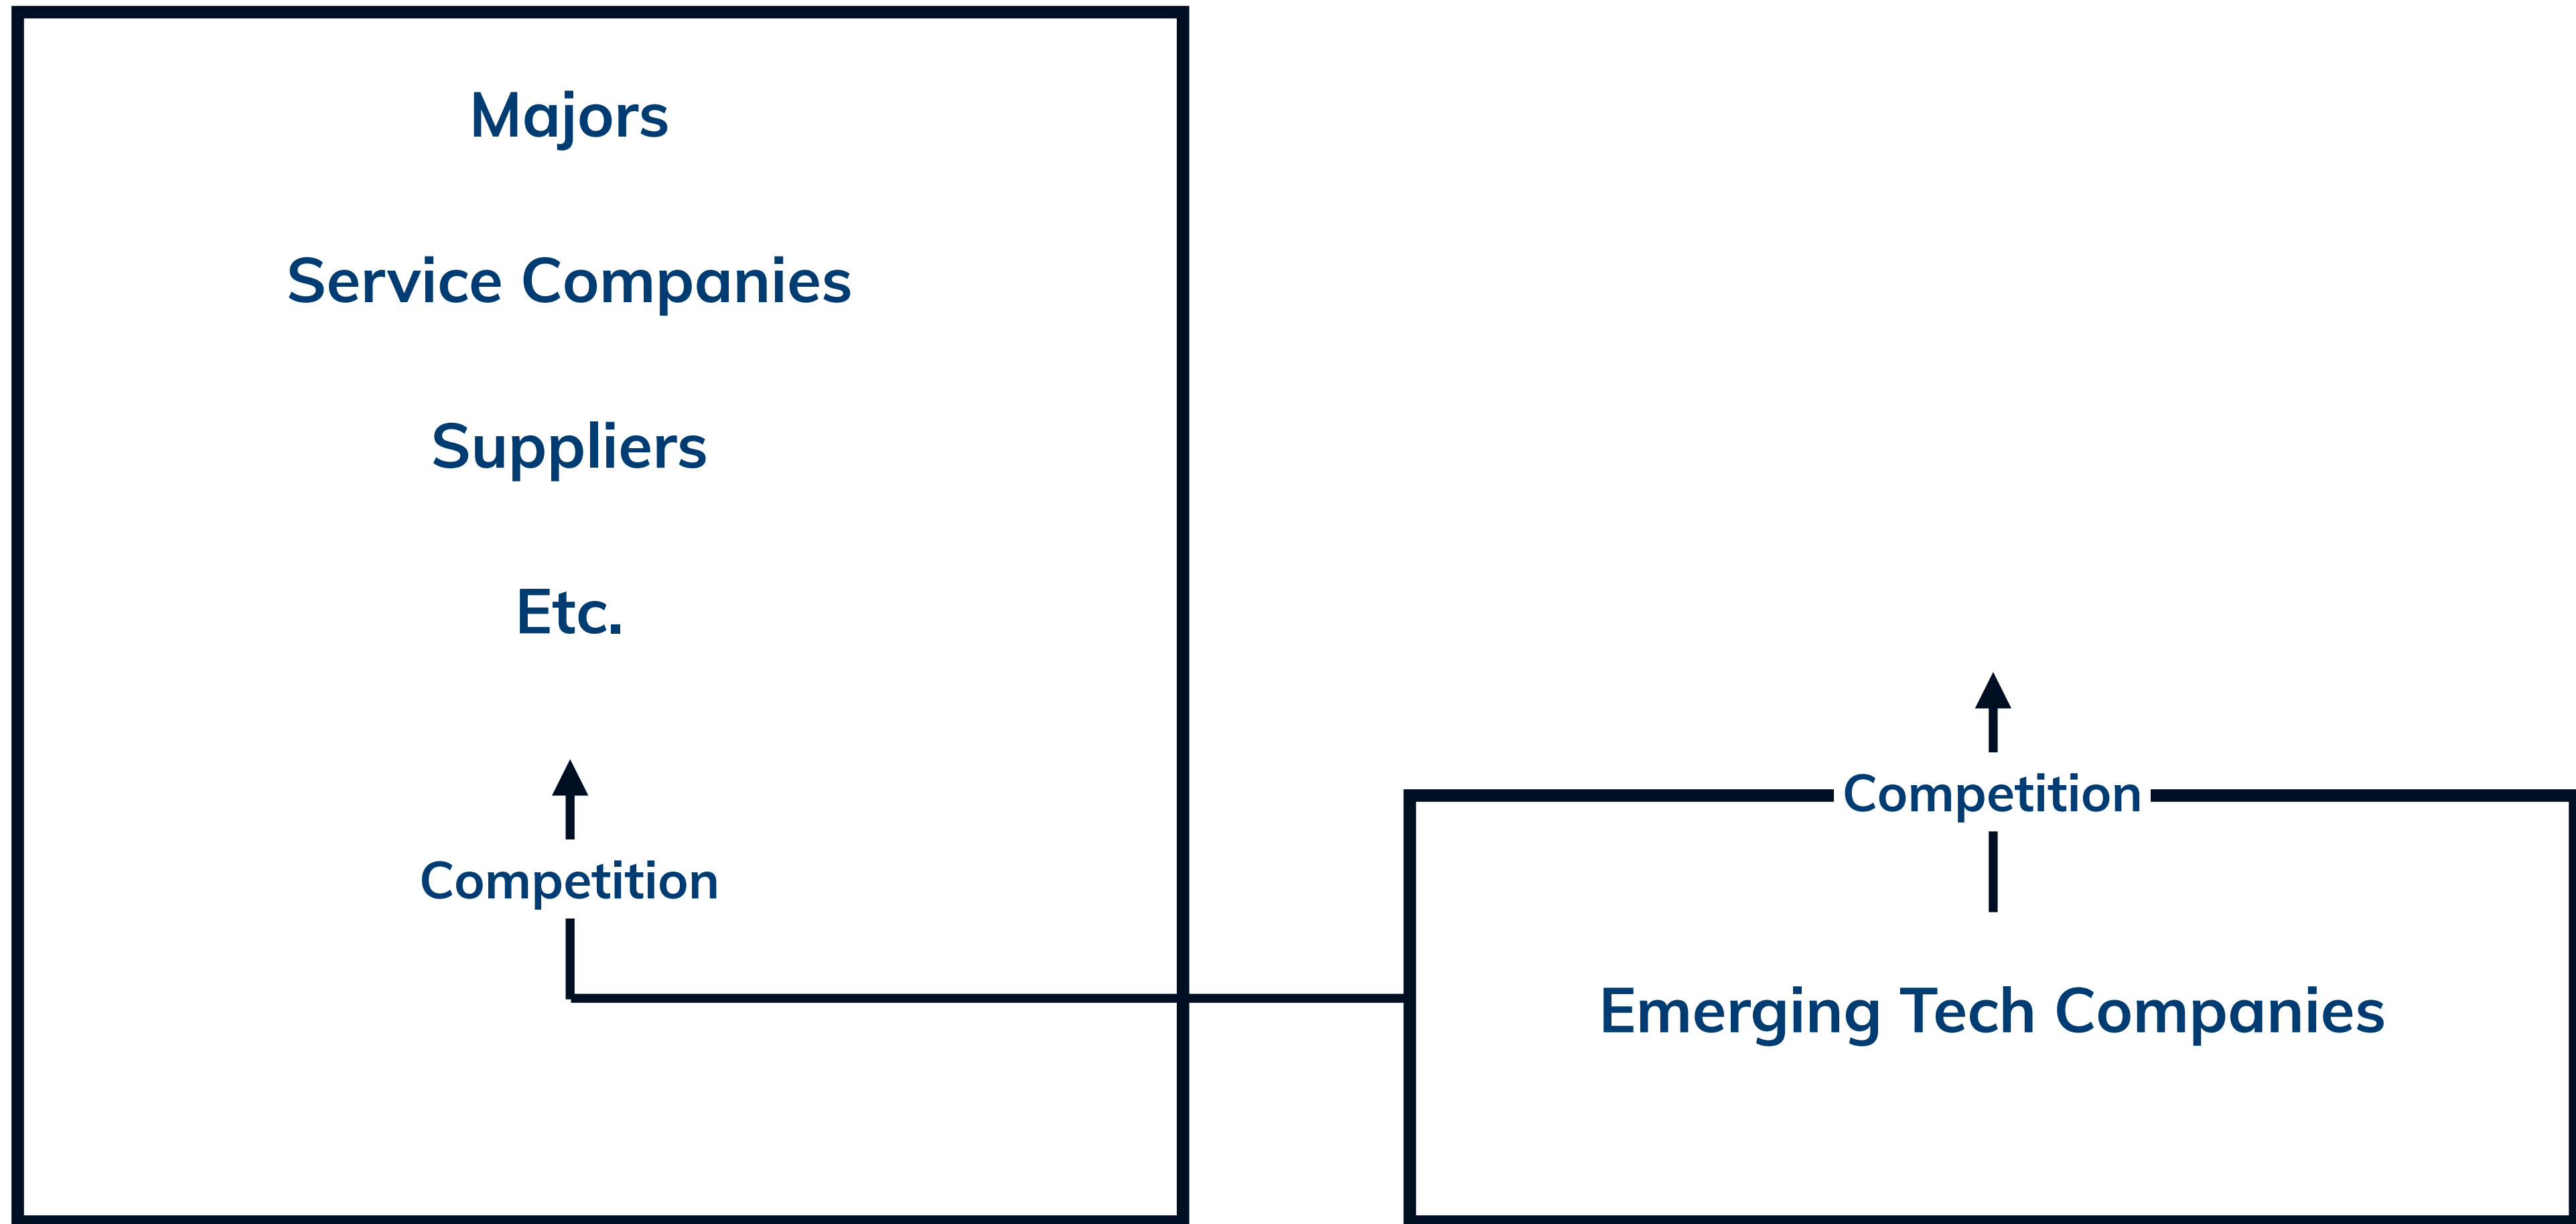 Majors
Service Companies
Suppliers
Etc.
Competition
Competition
Emerging Tech Companies